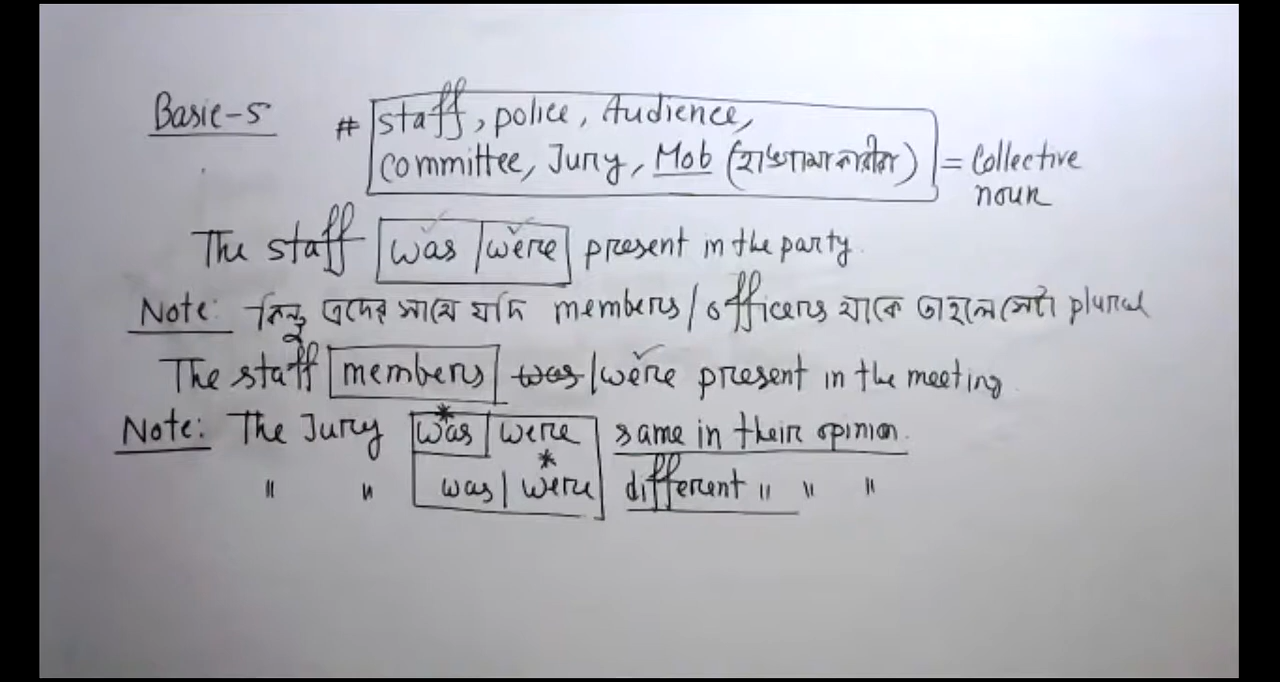 Basic-5 # staff, police, Audience,
committee, Jury, Mob (হাঙ্গামাকারীরা) = Collective noun
The staff was/were present in the party.
Note: কিন্তু এদের সাথে যদি members/officers থাকে তাহলে সেটা plural
The staff members was/were present in the meeting.
Note: The Jury was/were same in their opinion.
" " was/were different " " "